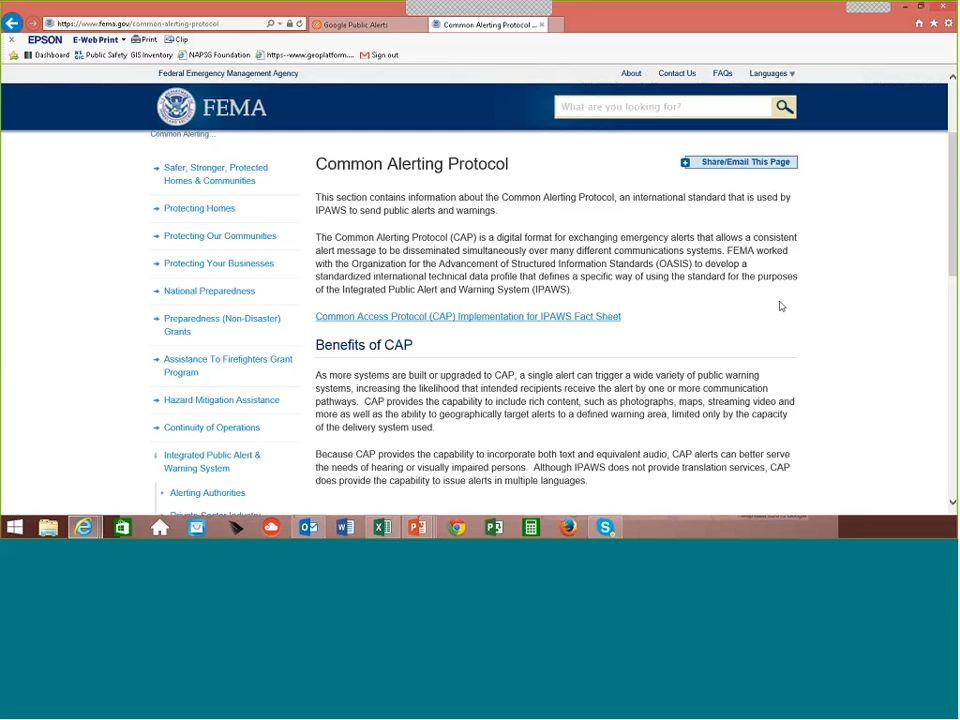 https://www.fema.gov/common-alerting-protocol
Google Public Alerts
Common Alerting Protocol ...
EPSON E-Web Print Print Clip
Dashboard Public Safety GIS Inventory NAPSG Foundation https--www.geoplatform.... Sign out
Federal Emergency Management Agency
About Contact Us FAQs Languages
FEMA
What are you looking for?
Common Alerting...
Safer, Stronger, Protected
Homes & Communities
Protecting Homes
Protecting Our Communities
Protecting Your Businesses
National Preparedness
Preparedness (Non-Disaster)
Grants
Assistance To Firefighters Grant
Program
Hazard Mitigation Assistance
Continuity of Operations
Integrated Public Alert &
Warning System
Alerting Authorities
Private Sector Industry
Common Alerting Protocol
Share/Email This Page
This section contains information about the Common Alerting Protocol, an international standard that is used by
IPAWS to send public alerts and warnings.
The Common Alerting Protocol (CAP) is a digital format for exchanging emergency alerts that allows a consistent
alert message to be disseminated simultaneously over many different communications systems. FEMA worked
with the Organization for the Advancement of Structured Information Standards (OASIS) to develop a
standardized international technical data profile that defines a specific way of using the standard for the purposes
of the Integrated Public Alert and Warning System (IPAWS).
Common Access Protocol (CAP) Implementation for IPAWS Fact Sheet
Benefits of CAP
As more systems are built or upgraded to CAP, a single alert can trigger a wide variety of public warning
systems, increasing the likelihood that intended recipients receive the alert by one or more communication
pathways. CAP provides the capability to include rich content, such as photographs, maps, streaming video and
more as well as the ability to geographically target alerts to a defined warning area, limited only by the capacity
of the delivery system used.
Because CAP provides the capability to incorporate both text and equivalent audio, CAP alerts can better serve
the needs of hearing or visually impaired persons. Although IPAWS does not provide translation services, CAP
does provide the capability to issue alerts in multiple languages.